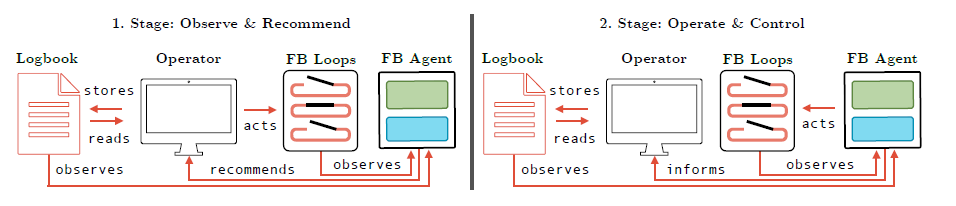 1. Stage: Observe & Recommend
Logbook
Operator
FB Loops
FB Agent
stores
reads
acts
observes
recommends
observes
2. Stage: Operate & Control
Logbook
Operator
FB Loops
FB Agent
stores
reads
acts
observes
informs
observes